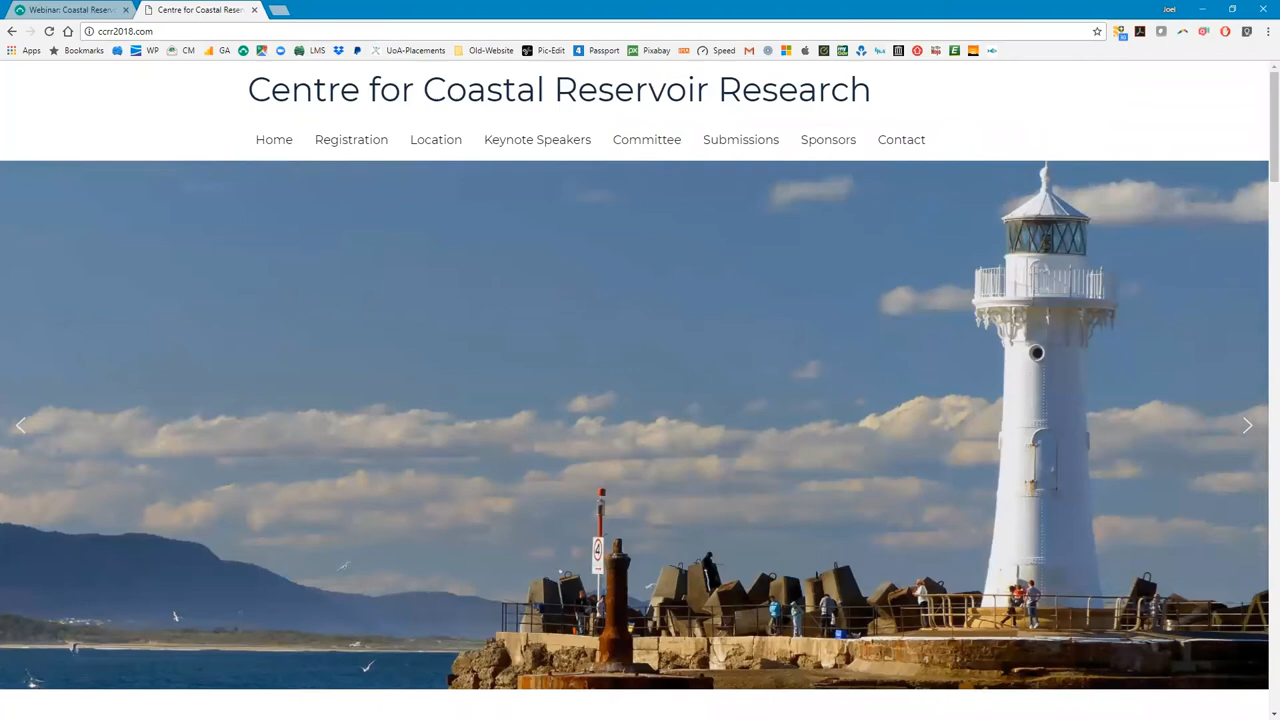 Webinar: Coastal Reserv
Centre for Coastal Reser
Joel
ccrr2018.com
Apps
Bookmarks
WP
CM
GA
LMS
UoA-Placements
Old-Website
Pic-Edit
Passport
Pixabay
Speed
Centre for Coastal Reservoir Research
Home
Registration
Location
Keynote Speakers
Committee
Submissions
Sponsors
Contact
4